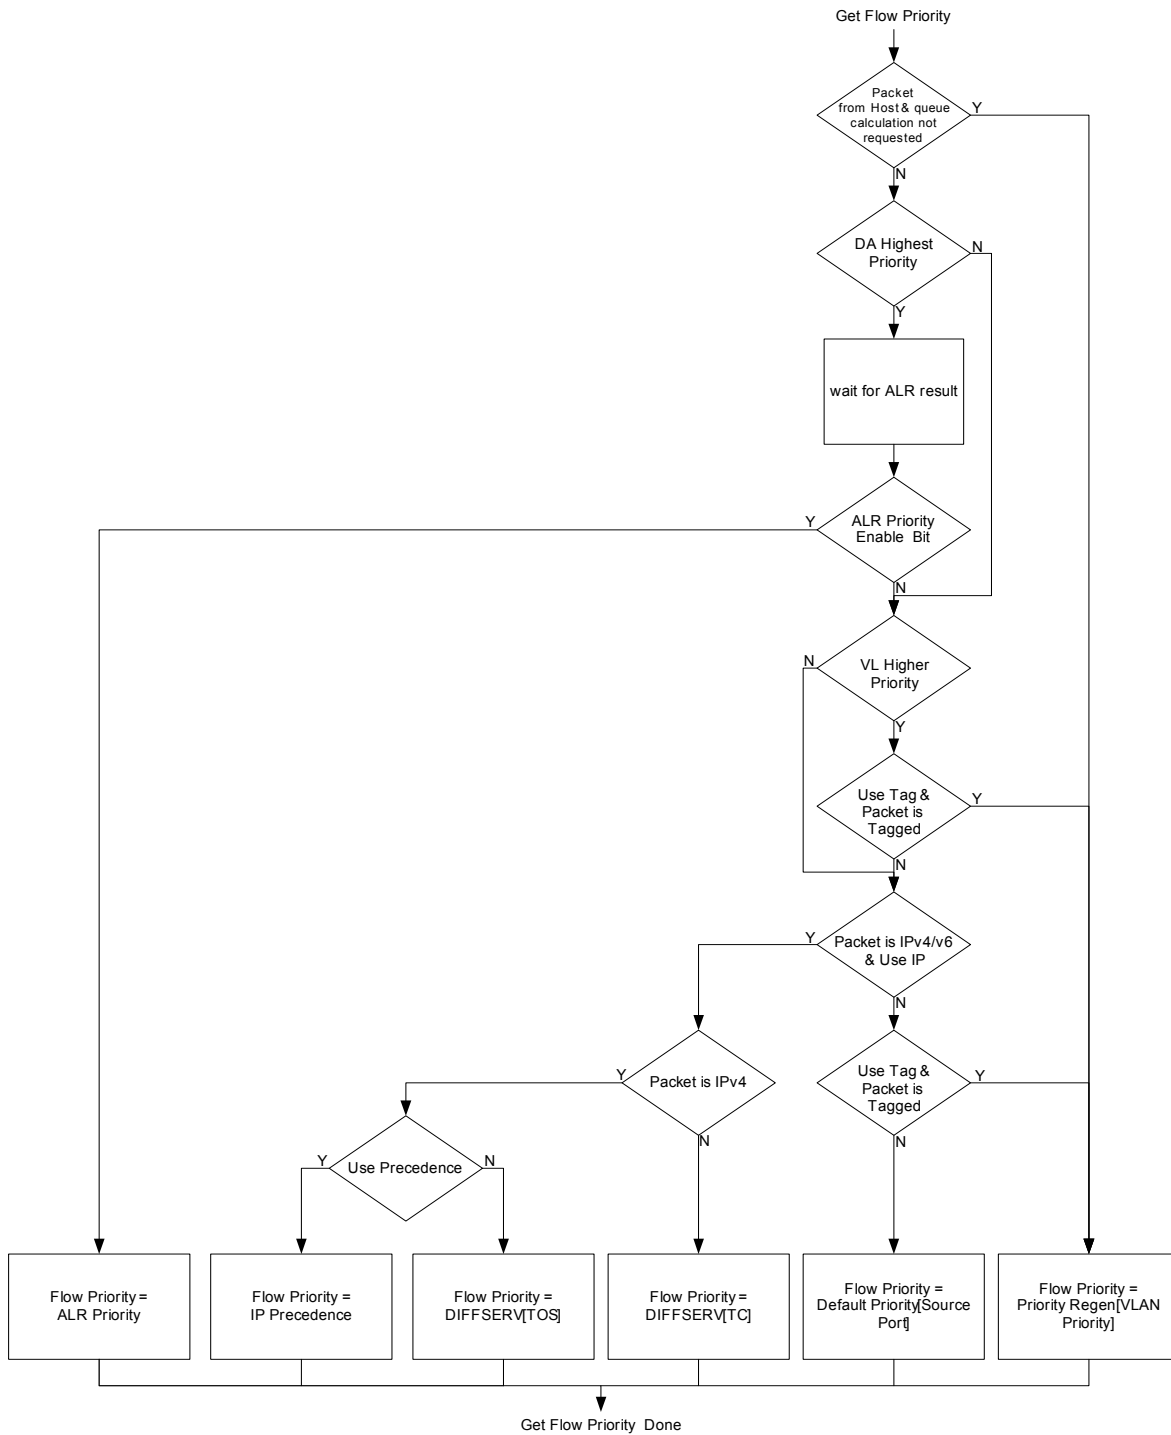 Get Flow Priority
Packet
from Host & queue
calculation not
requested
Y
N
DA Highest
Priority
N
Y
wait for ALR result
ALR Priority
Enable Bit
Y
N
VL Higher
Priority
N
Y
Use Tag &
Packet is
Tagged
Y
N
Packet is IPv4/v6
& Use IP
Y
N
Packet is IPv4
Y
N
Use Tag &
Packet is
Tagged
Y
N
Use Precedence
Y
N
Flow Priority =
ALR Priority
Flow Priority =
IP Precedence
Flow Priority =
DIFFSERV[TOS]
Flow Priority =
DIFFSERV[TC]
Flow Priority =
Default Priority[Source
Port]
Flow Priority =
Priority Regen[VLAN
Priority]
Get Flow Priority Done